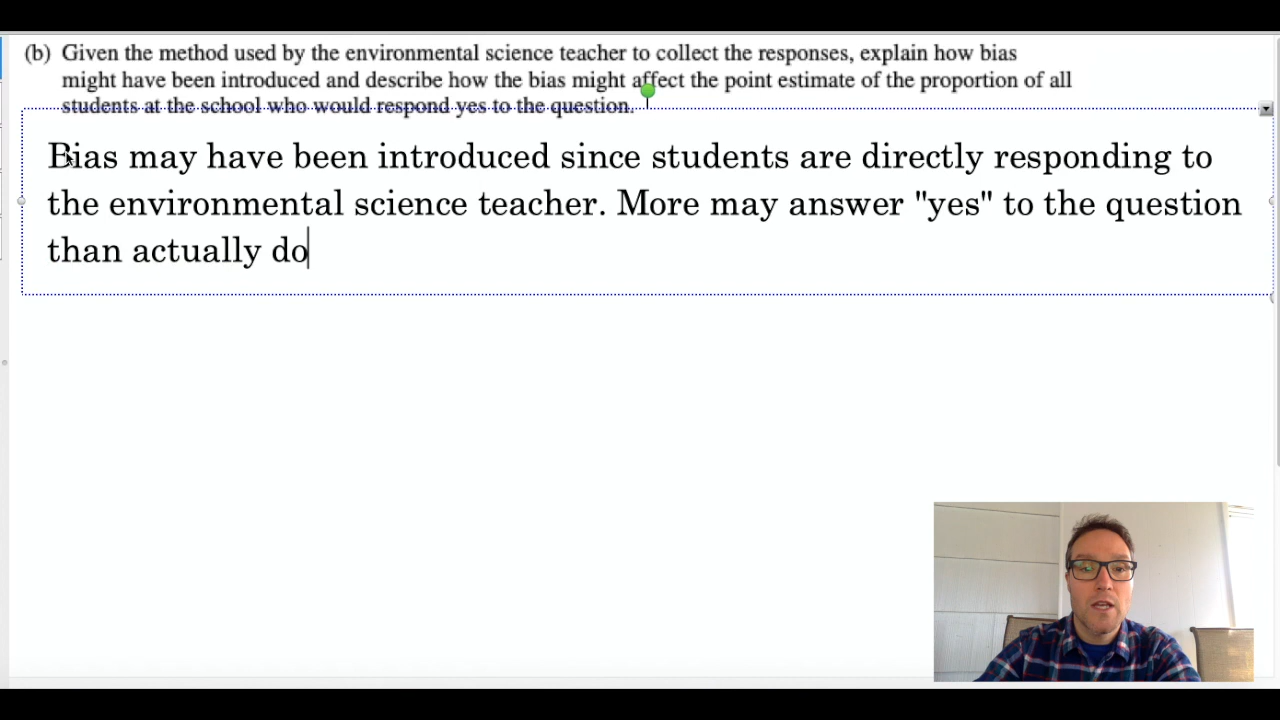 (b) Given the method used by the environmental science teacher to collect the responses, explain how bias
might have been introduced and describe how the bias might affect the point estimate of the proportion of all
students at the school who would respond yes to the question.
Bias may have been introduced since students are directly responding to
the environmental science teacher. More may answer "yes" to the question
than actually do